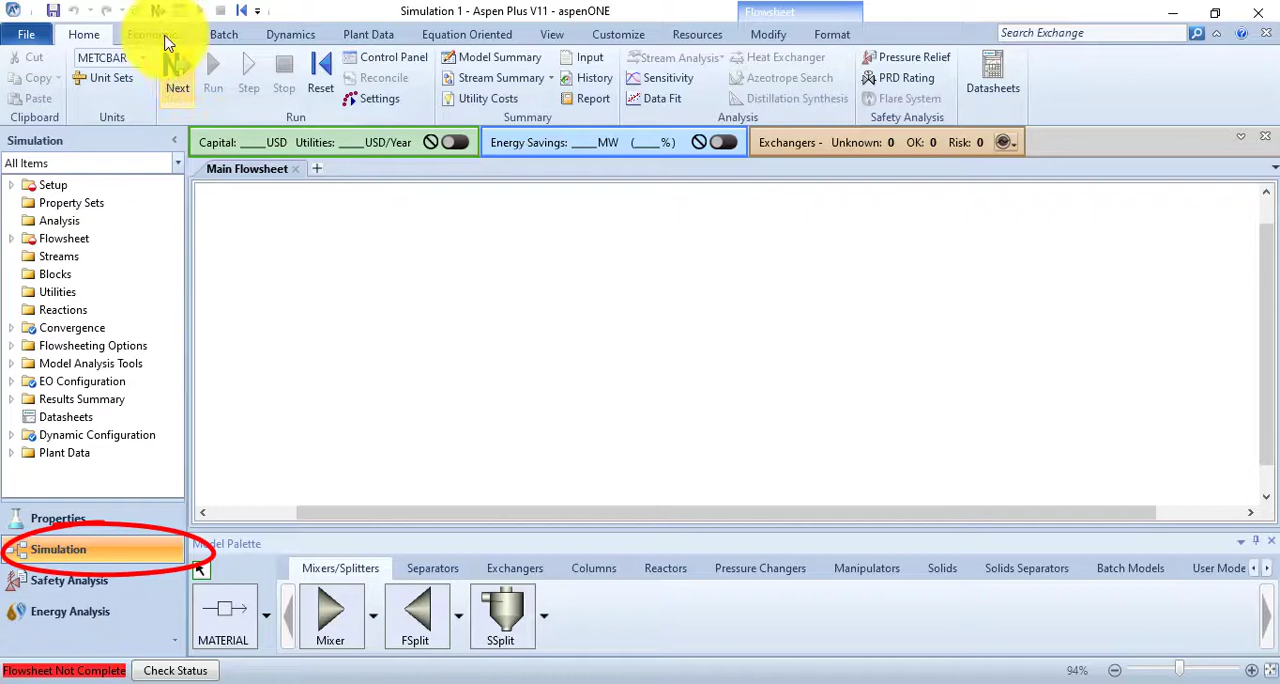 Simulation 1 - Aspen Plus V11 - aspenONE
Flowsheet
File Home Economics Batch Dynamics Plant Data Equation Oriented View Customize Resources Modify Format Search Exchange
Cut METCBAR Control Panel Model Summary Input Stream Analysis Heat Exchanger Pressure Relief
Copy Unit Sets Reconcile Stream Summary History Sensitivity Azeotrope Search PRD Rating
Paste Next Run Step Stop Reset Settings Utility Costs Report Data Fit Distillation Synthesis Flare System Datasheets
Clipboard Units Run Summary Analysis Safety Analysis
Simulation
Capital: ____USD Utilities: ____USD/Year Energy Savings: ____MW (____%) Exchangers - Unknown: 0 OK: 0 Risk: 0
All Items
Main Flowsheet
Setup
Property Sets
Analysis
Flowsheet
Streams
Blocks
Utilities
Reactions
Convergence
Flowsheeting Options
Model Analysis Tools
EO Configuration
Results Summary
Datasheets
Dynamic Configuration
Plant Data
Properties
Simulation
Safety Analysis
Energy Analysis
Model Palette
Mixers/Splitters Separators Exchangers Columns Reactors Pressure Changers Manipulators Solids Solids Separators Batch Models User Mode
MATERIAL Mixer FSplit SSplit
Flowsheet Not Complete Check Status 94%